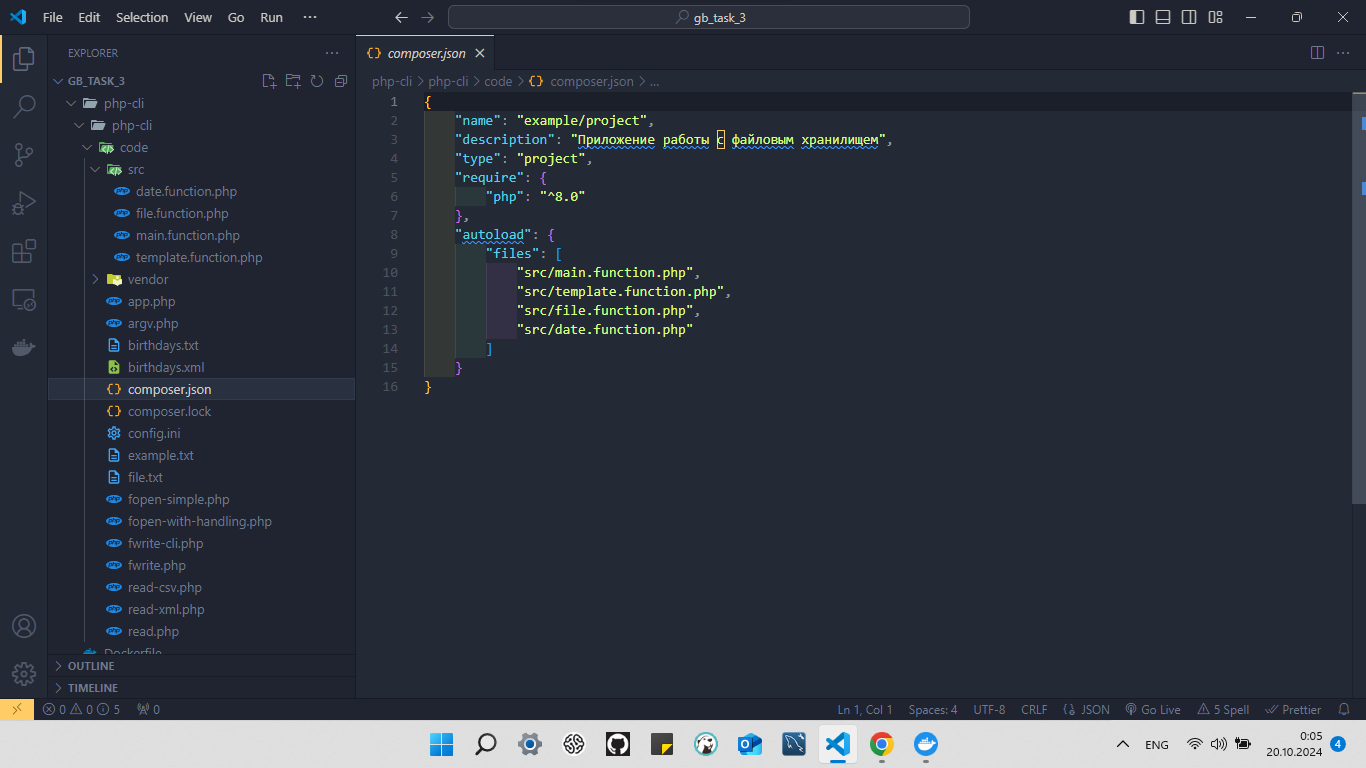 File Edit Selection View Go Run ···
gb_task_3
EXPLORER
GB_TASK_3
php-cli
php-cli
code
src
date.function.php
file.function.php
main.function.php
template.function.php
vendor
app.php
argv.php
birthdays.txt
birthdays.xml
composer.json
composer.lock
config.ini
example.txt
file.txt
fopen-simple.php
fopen-with-handling.php
fwrite-cli.php
fwrite.php
read-csv.php
read-xml.php
read.php
Dockerfile
OUTLINE
TIMELINE
composer.json
php-cli > php-cli > code > {} composer.json > ...
1 {
2 "name": "example/project",
3 "description": "Приложение работы с файловым хранилищем",
4 "type": "project",
5 "require": {
6 "php": "^8.0"
7 },
8 "autoload": {
9 "files": [
10 "src/main.function.php",
11 "src/template.function.php",
12 "src/file.function.php",
13 "src/date.function.php"
14 ]
15 }
16 }
0 0 5 0 Ln 1, Col 1 Spaces: 4 UTF-8 CRLF {} JSON Go Live 5 Spell Prettier
ENG 0:05
20.10.2024 4